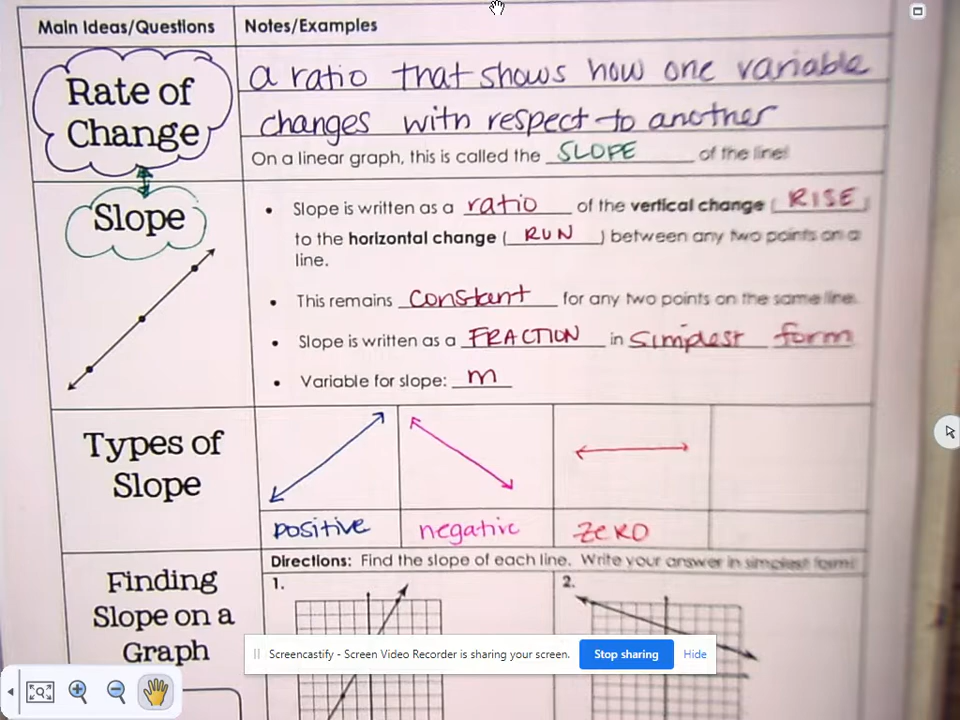 Main Ideas/Questions Notes/Examples
Rate of
Change
a ratio that shows how one variable
changes with respect to another
On a linear graph, this is called the SLOPE of the line!
Slope
• Slope is written as a ratio of the vertical change (RISE)
to the horizontal change (RUN) between any two points on a
line.
• This remains constant for any two points on the same line.
• Slope is written as a FRACTION in simplest form
• Variable for slope: m
Types of
Slope
positive negative zero
Finding
Slope on a
Graph
Directions: Find the slope of each line. Write your answer in simplest form!
1. 2.
Screencastify - Screen Video Recorder is sharing your screen. Stop sharing Hide